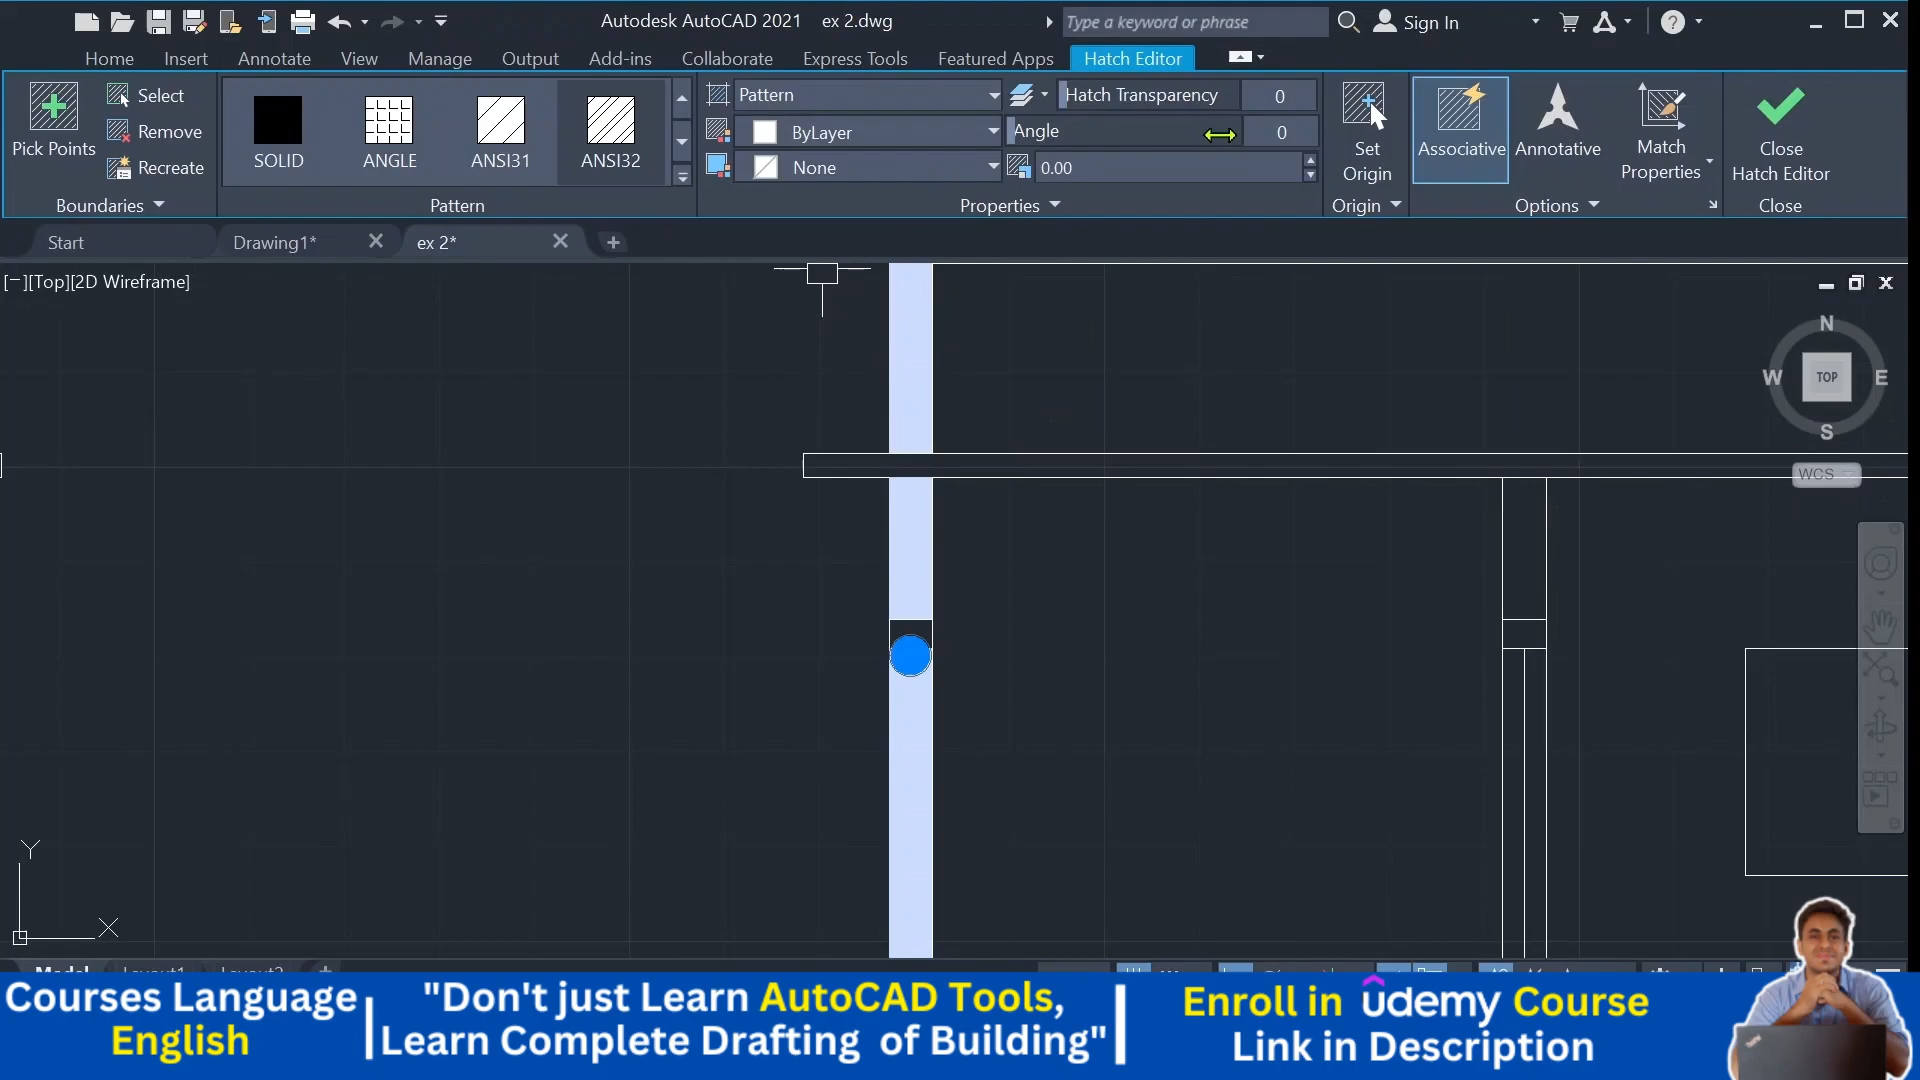 Autodesk AutoCAD 2021 ex 2.dwg
Type a keyword or phrase
Sign In
?
Home Insert Annotate View Manage Output Add-ins Collaborate Express Tools Featured Apps Hatch Editor
Pick Points
Select
Remove
Recreate
Boundaries
SOLID ANGLE ANSI31 ANSI32
Pattern
Pattern
ByLayer
None
Hatch Transparency 0
Angle 0
0.00
Properties
Set
Origin
Origin
Associative
Annotative
Match
Properties
Options
Close
Hatch Editor
Close
Start Drawing1* ex 2*
[−][Top][2D Wireframe]
N
W TOP E
S
WCS
Y
X
Model Layout1 Layout2
Courses Language
English
"Don't just Learn AutoCAD Tools,
Learn Complete Drafting of Building"
Enroll in udemy Course
Link in Description